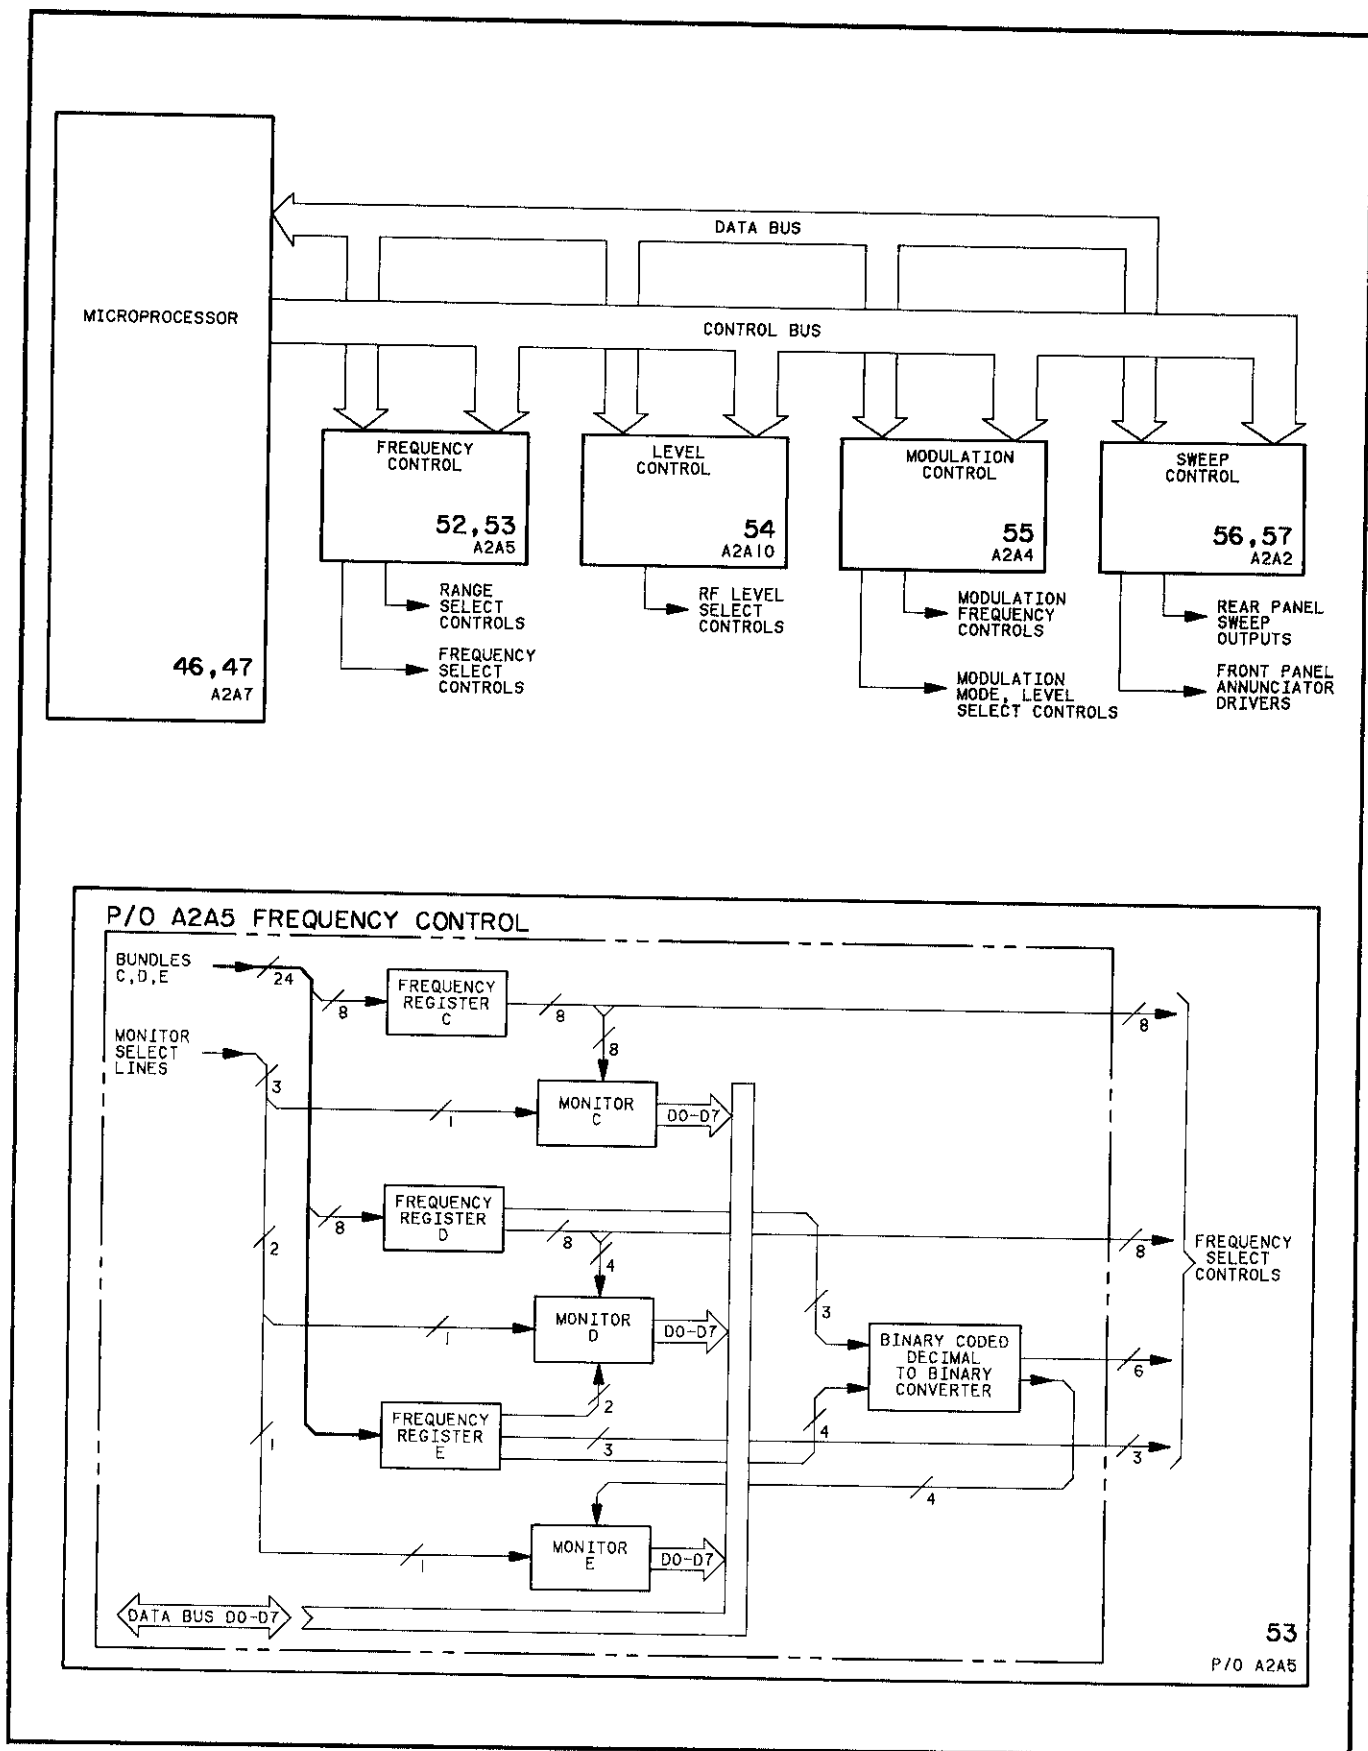 DATA BUS
MICROPROCESSOR
CONTROL BUS
FREQUENCY
CONTROL
52,53
A2A5
LEVEL
CONTROL
54
A2A10
MODULATION
CONTROL
55
A2A4
SWEEP
CONTROL
56,57
A2A2
46,47
A2A7
RANGE
SELECT
CONTROLS
FREQUENCY
SELECT
CONTROLS
RF LEVEL
SELECT
CONTROLS
MODULATION
FREQUENCY
CONTROLS
MODULATION
MODE, LEVEL
SELECT CONTROLS
REAR PANEL
SWEEP
OUTPUTS
FRONT PANEL
ANNUNCIATOR
DRIVERS
P/O A2A5 FREQUENCY CONTROL
BUNDLES
C,D,E
24
8
FREQUENCY
REGISTER
C
8
8
8
MONITOR
SELECT
LINES
3
1
MONITOR
C
D0-D7
8
FREQUENCY
REGISTER
D
8
4
8
2
1
MONITOR
D
D0-D7
3
BINARY CODED
DECIMAL
TO BINARY
CONVERTER
6
FREQUENCY
SELECT
CONTROLS
2
FREQUENCY
REGISTER
E
3
4
3
1
4
1
MONITOR
E
D0-D7
DATA BUS D0-D7
53
P/O A2A5